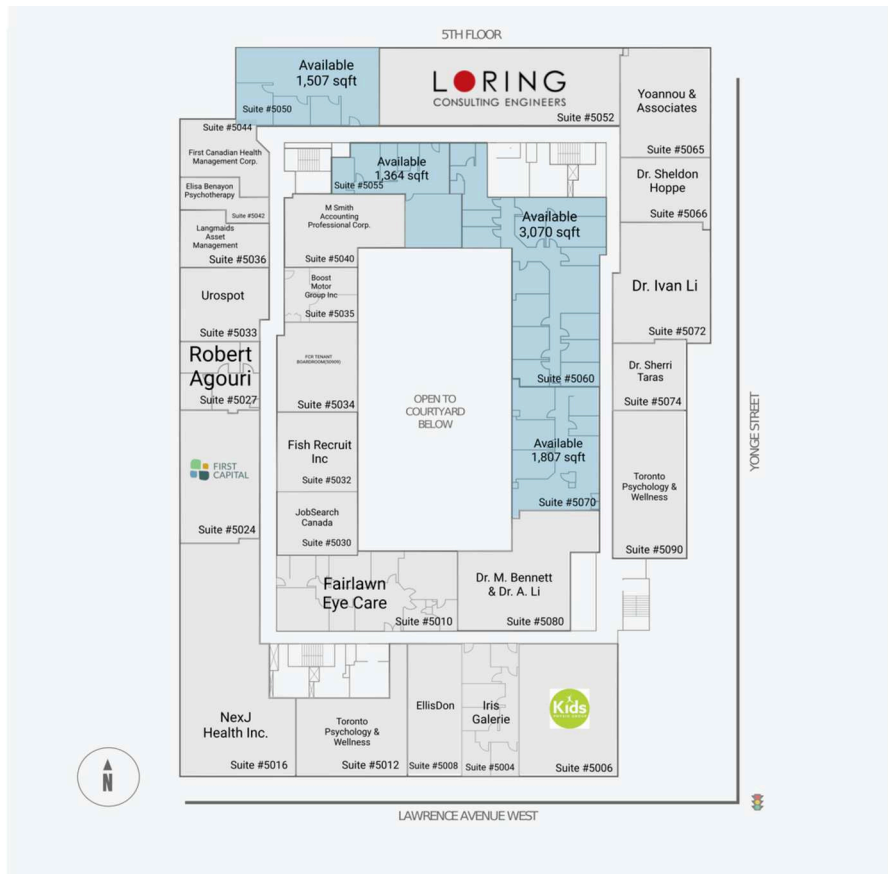 5TH FLOOR
Available
1,507 sqft
Suite #5050
LORING
CONSULTING ENGINEERS
Suite #5052
Yoannou &
Associates
Suite #5065
Suite #5044
First Canadian Health
Management Corp.
Available
1,364 sqft
Suite #5055
Dr. Sheldon
Hoppe
Suite #5066
Elisa Benayon
Psychotherapy
Suite #5042
M Smith
Accounting
Professional Corp.
Suite #5040
Available
3,070 sqft
Suite #5060
Langmaids
Asset
Management
Suite #5036
Dr. Ivan Li
Suite #5072
Urospot
Suite #5033
Boost
Motor
Group Inc
Suite #5035
Robert
Agouri
Suite #5027
Suite #5034
Dr. Sherri
Taras
Suite #5074
OPEN TO
COURTYARD
BELOW
YONGE STREET
FIRST
CAPITAL
Suite #5024
Fish Recruit
Inc
Suite #5032
Available
1,807 sqft
Suite #5070
Toronto
Psychology &
Wellness
Suite #5090
JobSearch
Canada
Suite #5030
Fairlawn
Eye Care
Suite #5010
Dr. M. Bennett
& Dr. A. Li
Suite #5080
NexJ
Health Inc.
Suite #5016
Toronto
Psychology &
Wellness
Suite #5012
EllisDon
Suite #5008
Iris
Galerie
Suite #5004
Kids
Suite #5006
N
LAWRENCE AVENUE WEST